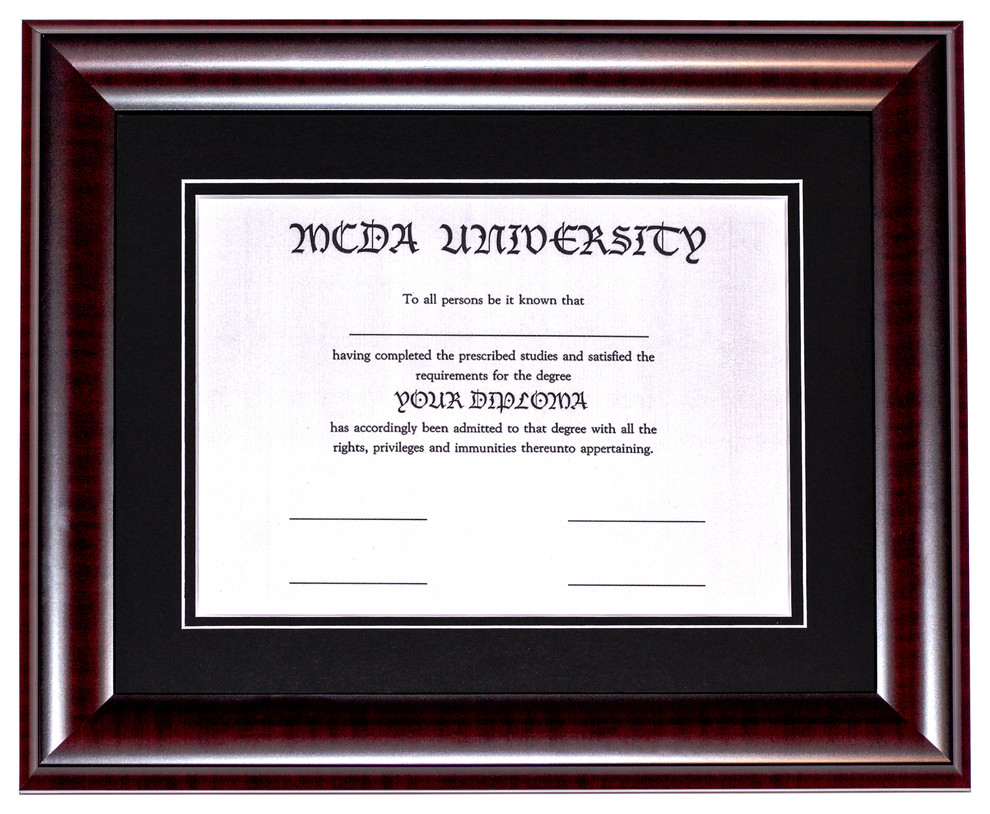 MCDA UNIVERSITY
To all persons be it known that
having completed the prescribed studies and satisfied the
requirements for the degree
YOUR DIPLOMA
has accordingly been admitted to that degree with all the
rights, privileges and immunities thereunto appertaining.